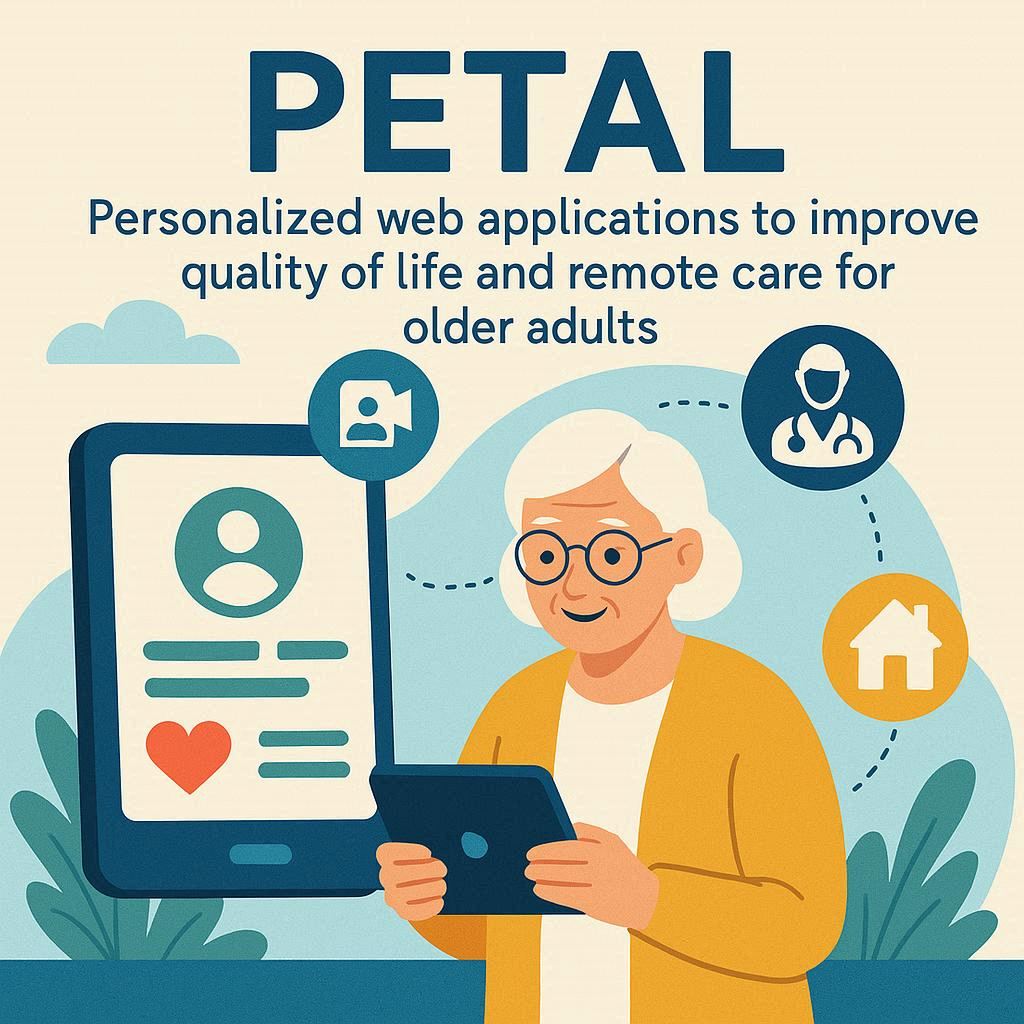 PETAL
Personalized web applications to improve
quality of life and remote care for
older adults